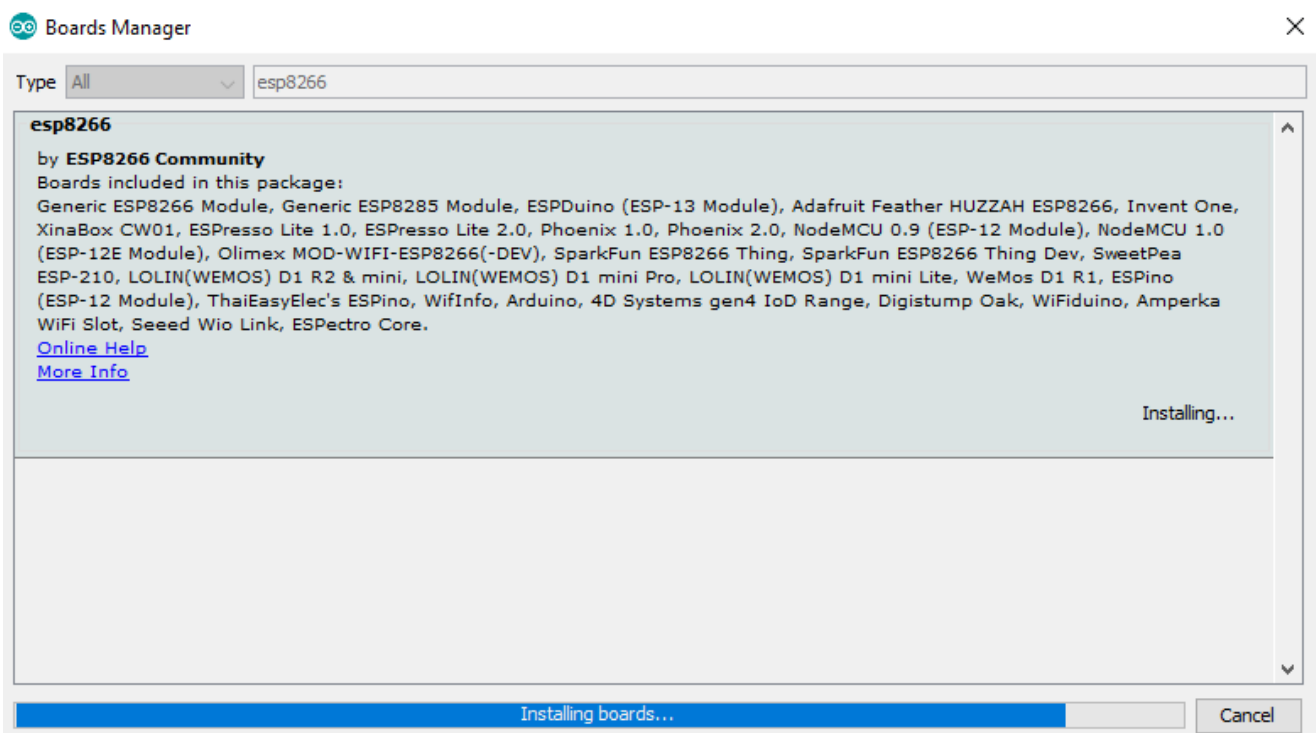 Boards Manager
Type All esp8266
esp8266
by ESP8266 Community
Boards included in this package:
Generic ESP8266 Module, Generic ESP8285 Module, ESPDuino (ESP-13 Module), Adafruit Feather HUZZAH ESP8266, Invent One,
XinaBox CW01, ESPresso Lite 1.0, ESPresso Lite 2.0, Phoenix 1.0, Phoenix 2.0, NodeMCU 0.9 (ESP-12 Module), NodeMCU 1.0
(ESP-12E Module), Olimex MOD-WIFI-ESP8266(-DEV), SparkFun ESP8266 Thing, SparkFun ESP8266 Thing Dev, SweetPea
ESP-210, LOLIN(WEMOS) D1 R2 & mini, LOLIN(WEMOS) D1 mini Pro, LOLIN(WEMOS) D1 mini Lite, WeMos D1 R1, ESPino
(ESP-12 Module), ThaiEasyElec's ESPino, WifInfo, Arduino, 4D Systems gen4 IoD Range, Digistump Oak, WiFiduino, Amperka
WiFi Slot, Seeed Wio Link, ESPectro Core.
Online Help
More Info
Installing...
Installing boards...
Cancel